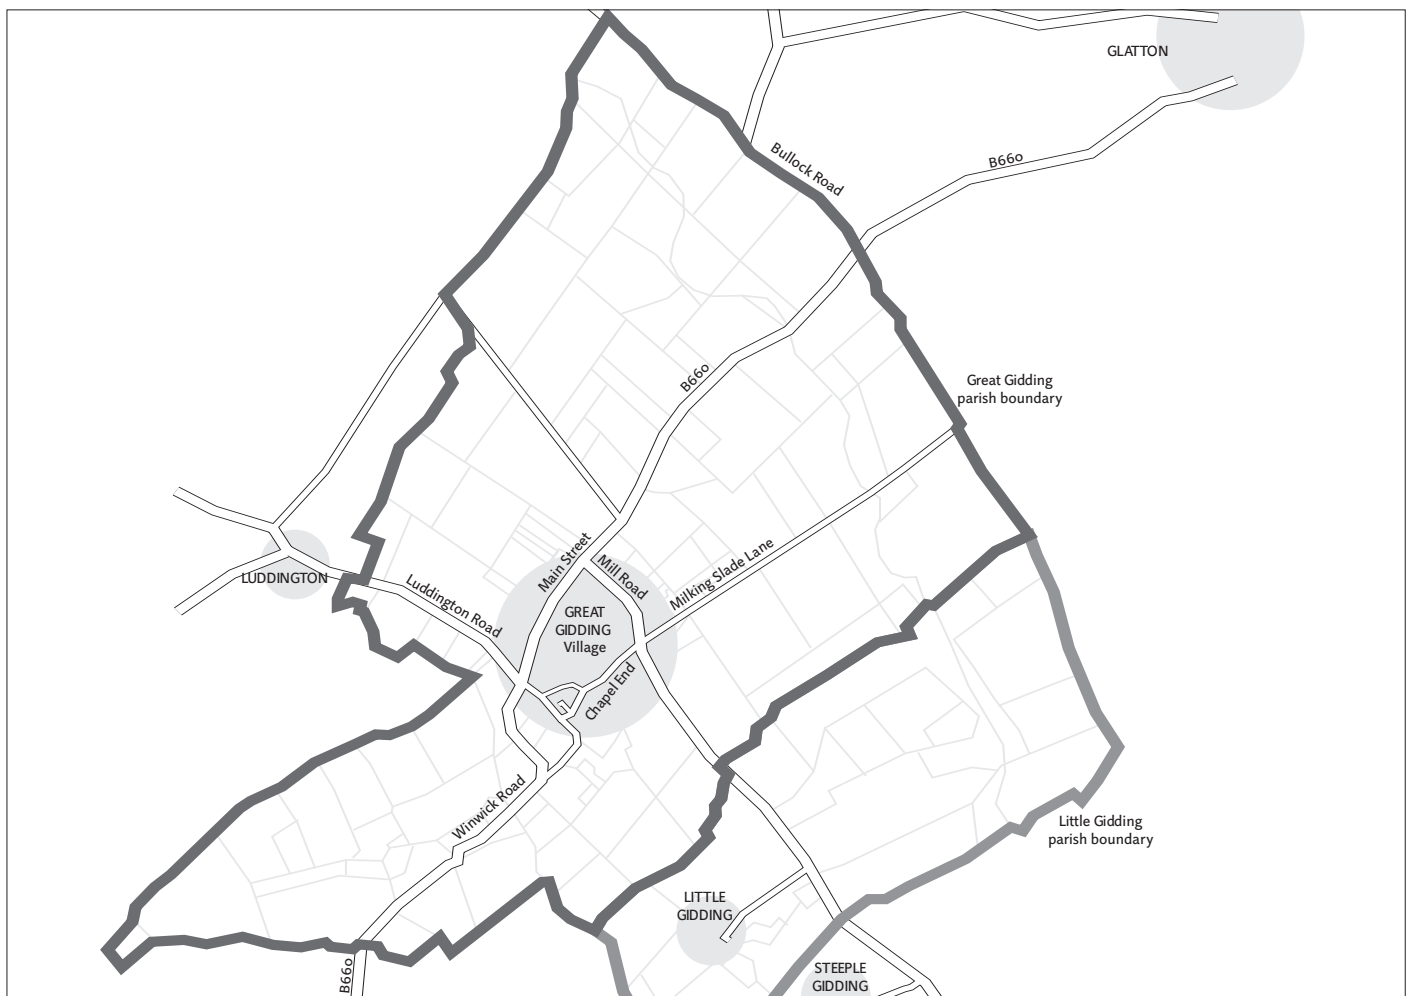 GLATTON
Bullock Road
B660
B660
Great Gidding
parish boundary
Main Street
Mill Road
Milking Slade Lane
LUDDINGTON
Luddington Road
GREAT
GIDDING
Village
Chapel End
Winwick Road
Little Gidding
parish boundary
LITTLE
GIDDING
B660
STEEPLE
GIDDING